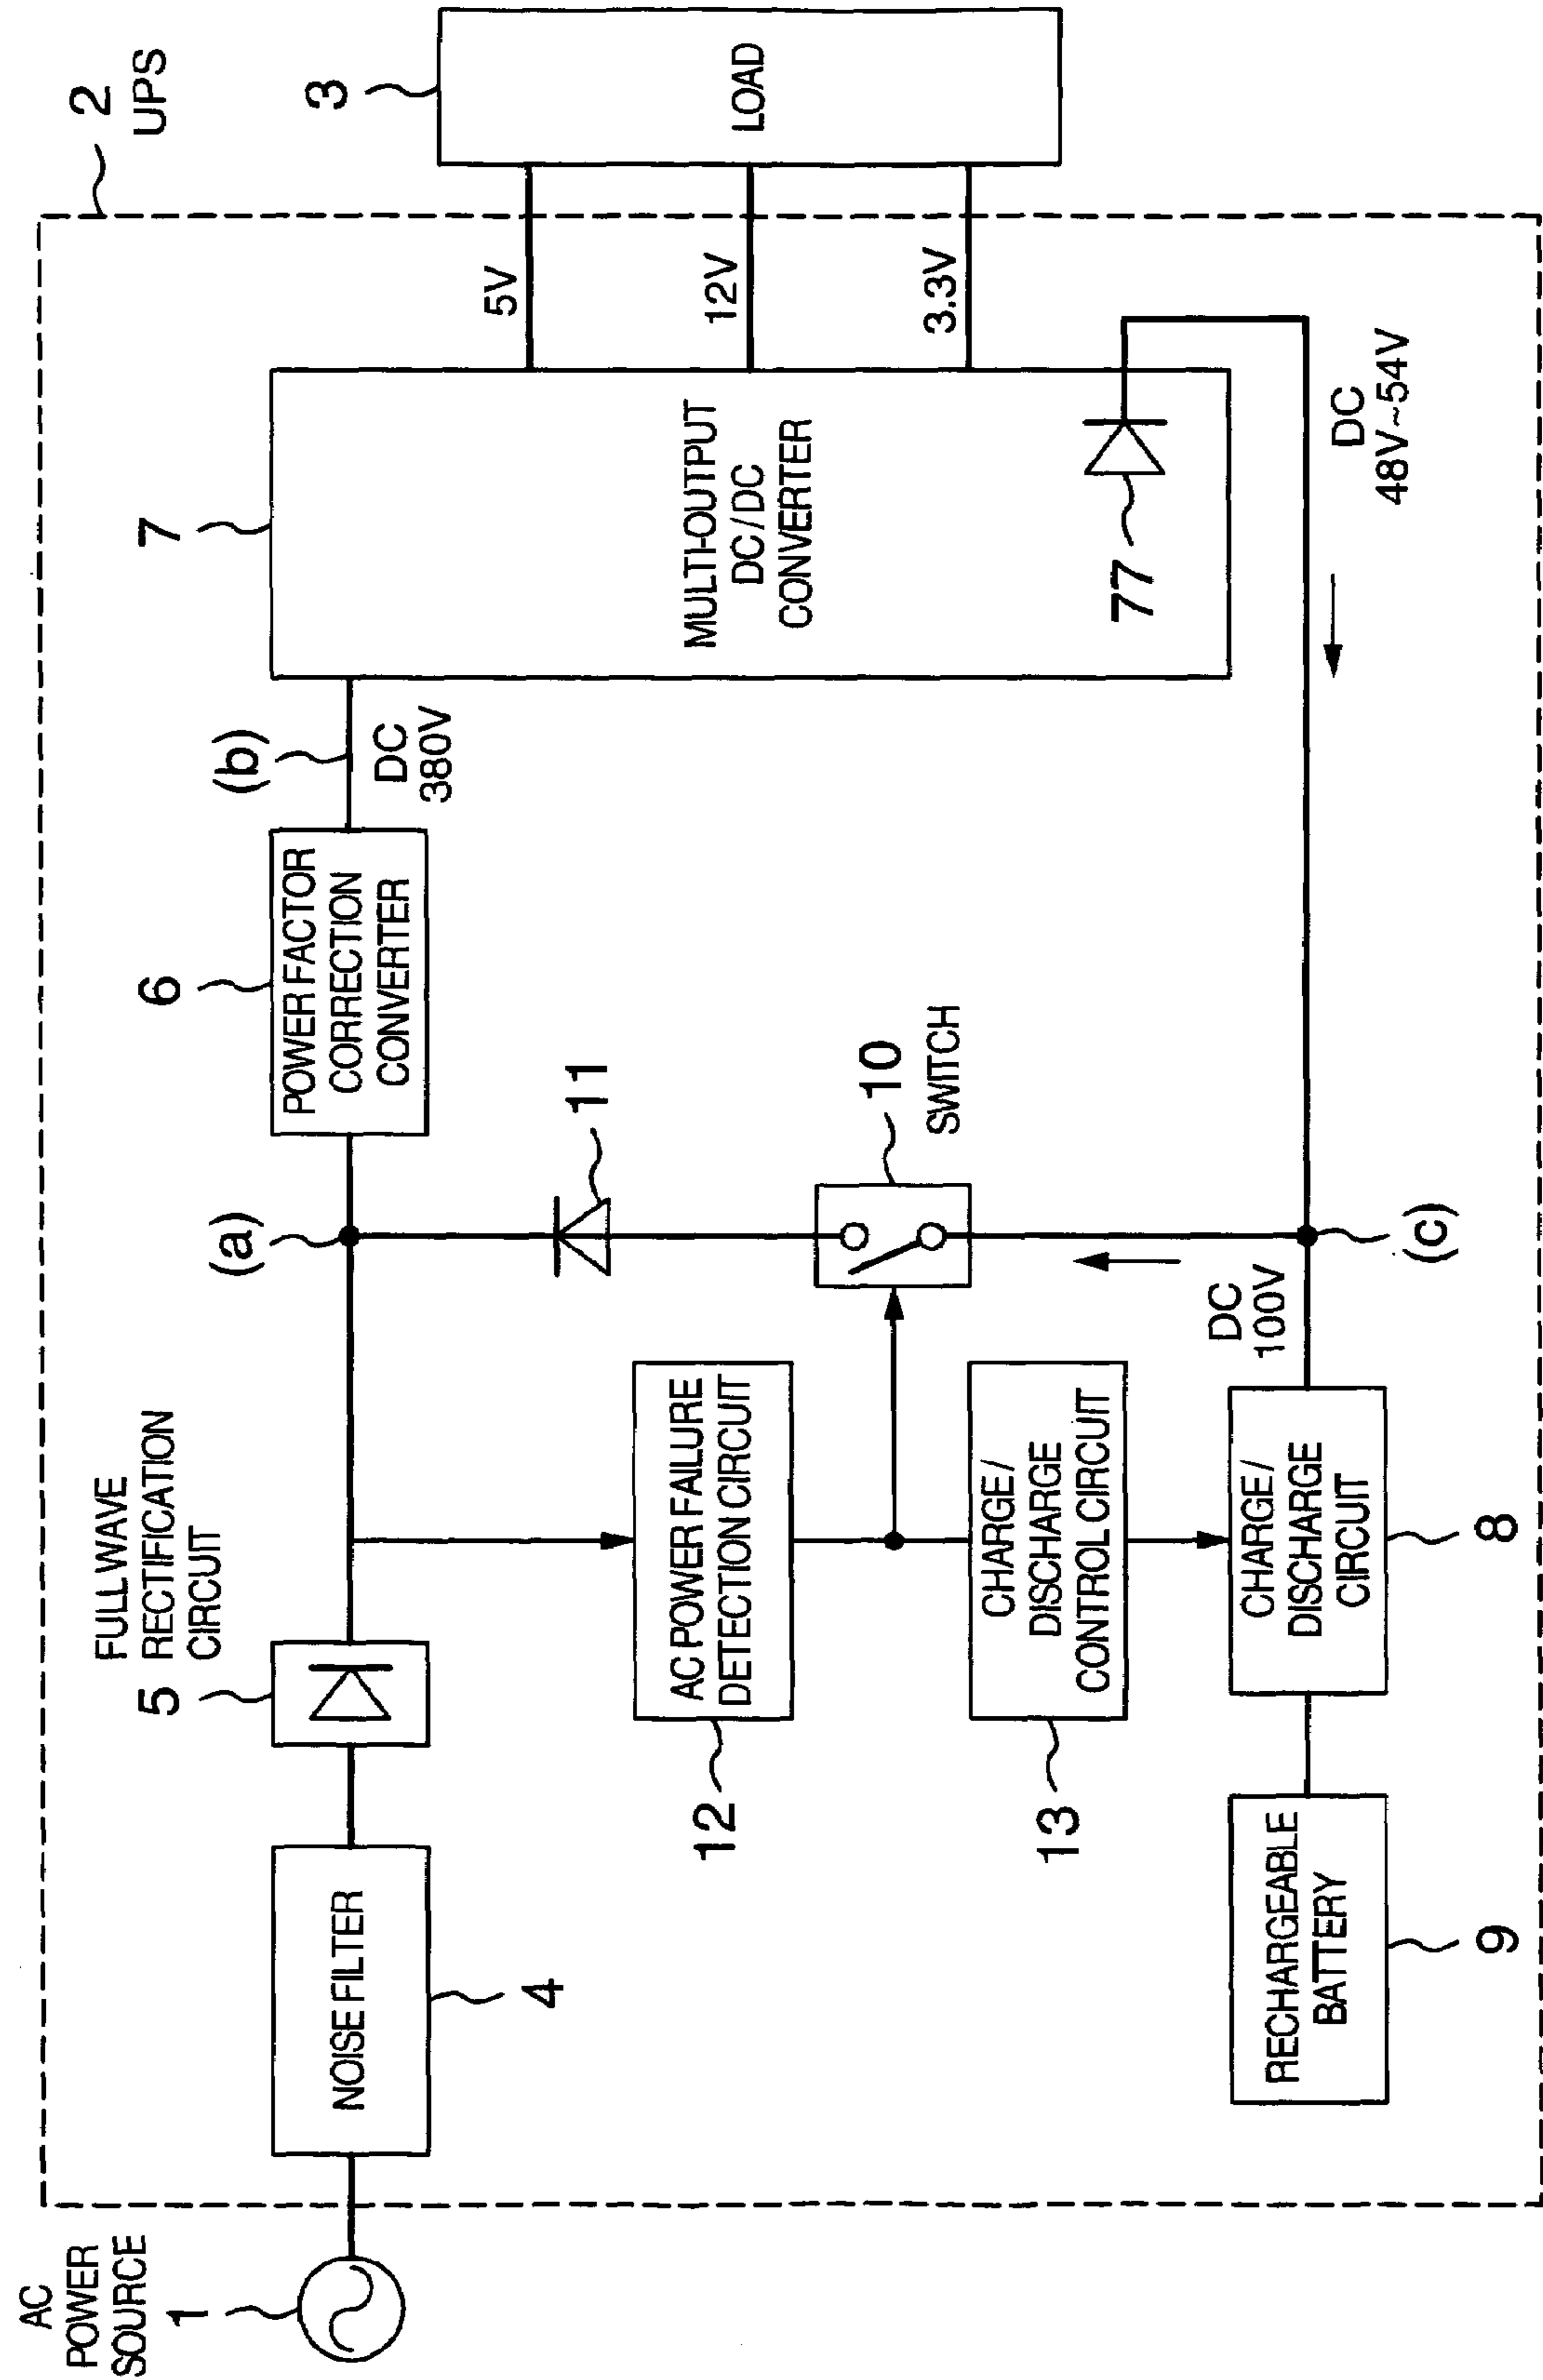 AC
POWER
SOURCE
1
2
UPS
NOISE FILTER
4
FULLWAVE
RECTIFICATION
CIRCUIT
5
(a)
POWER FACTOR
CORRECTION
CONVERTER
6
(b)
DC
380V
7
MULTI-OUTPUT
DC/DC
CONVERTER
77
5V
12V
3.3V
3
LOAD
11
10
SWITCH
AC POWER FAILURE
DETECTION CIRCUIT
12
CHARGE/
DISCHARGE
CONTROL CIRCUIT
13
RECHARGEABLE
BATTERY
9
CHARGE/
DISCHARGE
CIRCUIT
8
DC
100V
(c)
DC
48V~54V